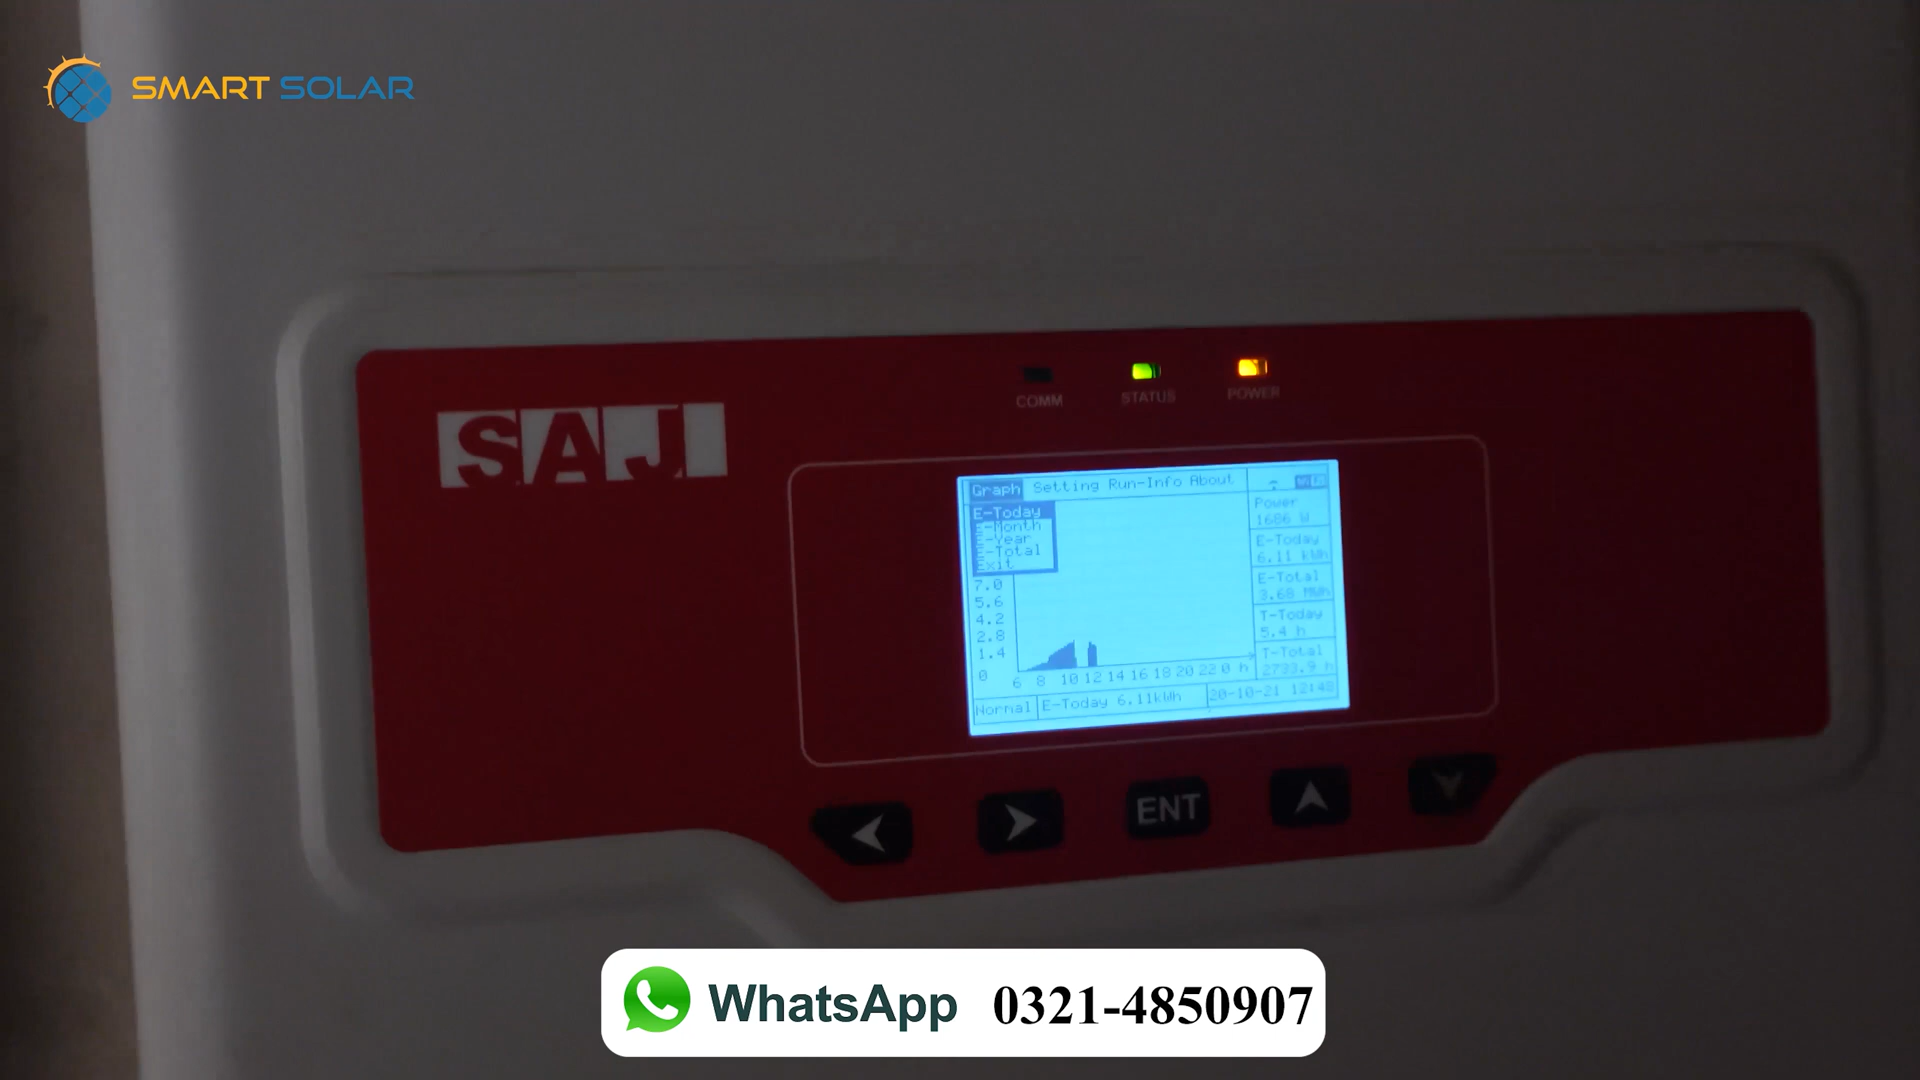 SMART SOLAR
SAJ
COMM
STATUS
POWER
Graph Setting Run-Info About
E-Today
E-Month
E-Year
E-Total
Exit
Power
1686 W
E-Today
6.11 kWh
E-Total
3.68 MWh
T-Today
5.4 h
T-Total
2793.9 h
7.0
5.6
4.2
2.8
1.4
0
6 8 10 12 14 16 18 20 22 0 h
Normal E-Today 6.11kWh 20-10-21 12:48
ENT
WhatsApp 0321-4850907